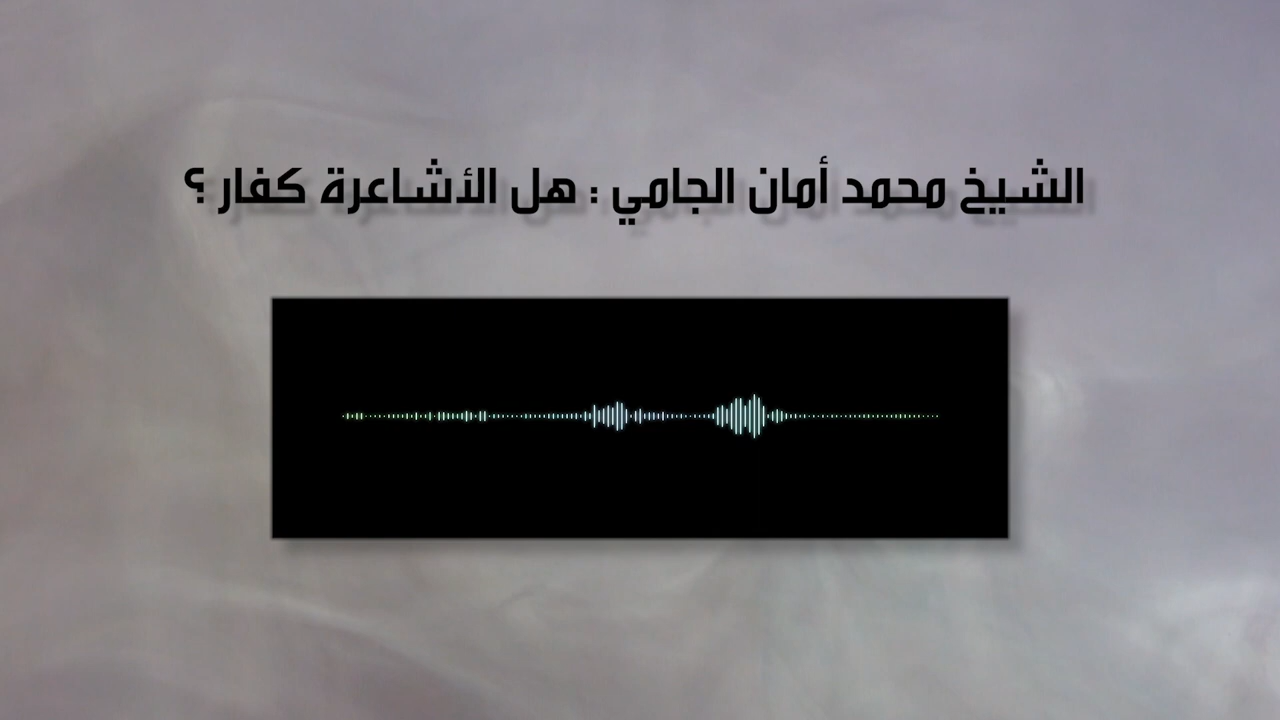 الشيخ محمد أمان الجامي : هل الأشاعرة كفار ؟